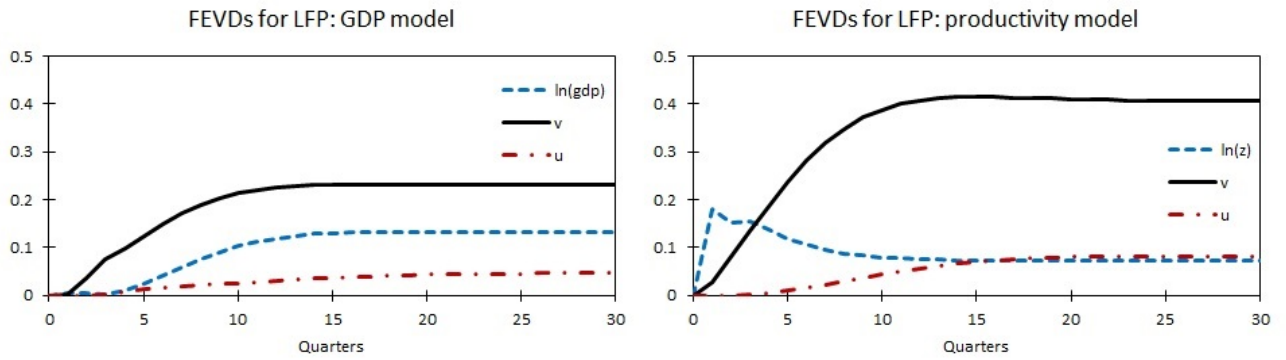 FEVDs for LFP: GDP model
0.5
0.4
0.3
0.2
0.1
0
ln(gdp)
v
u
0 5 10 15 20 25 30
Quarters
FEVDs for LFP: productivity model
0.5
0.4
0.3
0.2
0.1
0
ln(z)
v
u
0 5 10 15 20 25 30
Quarters